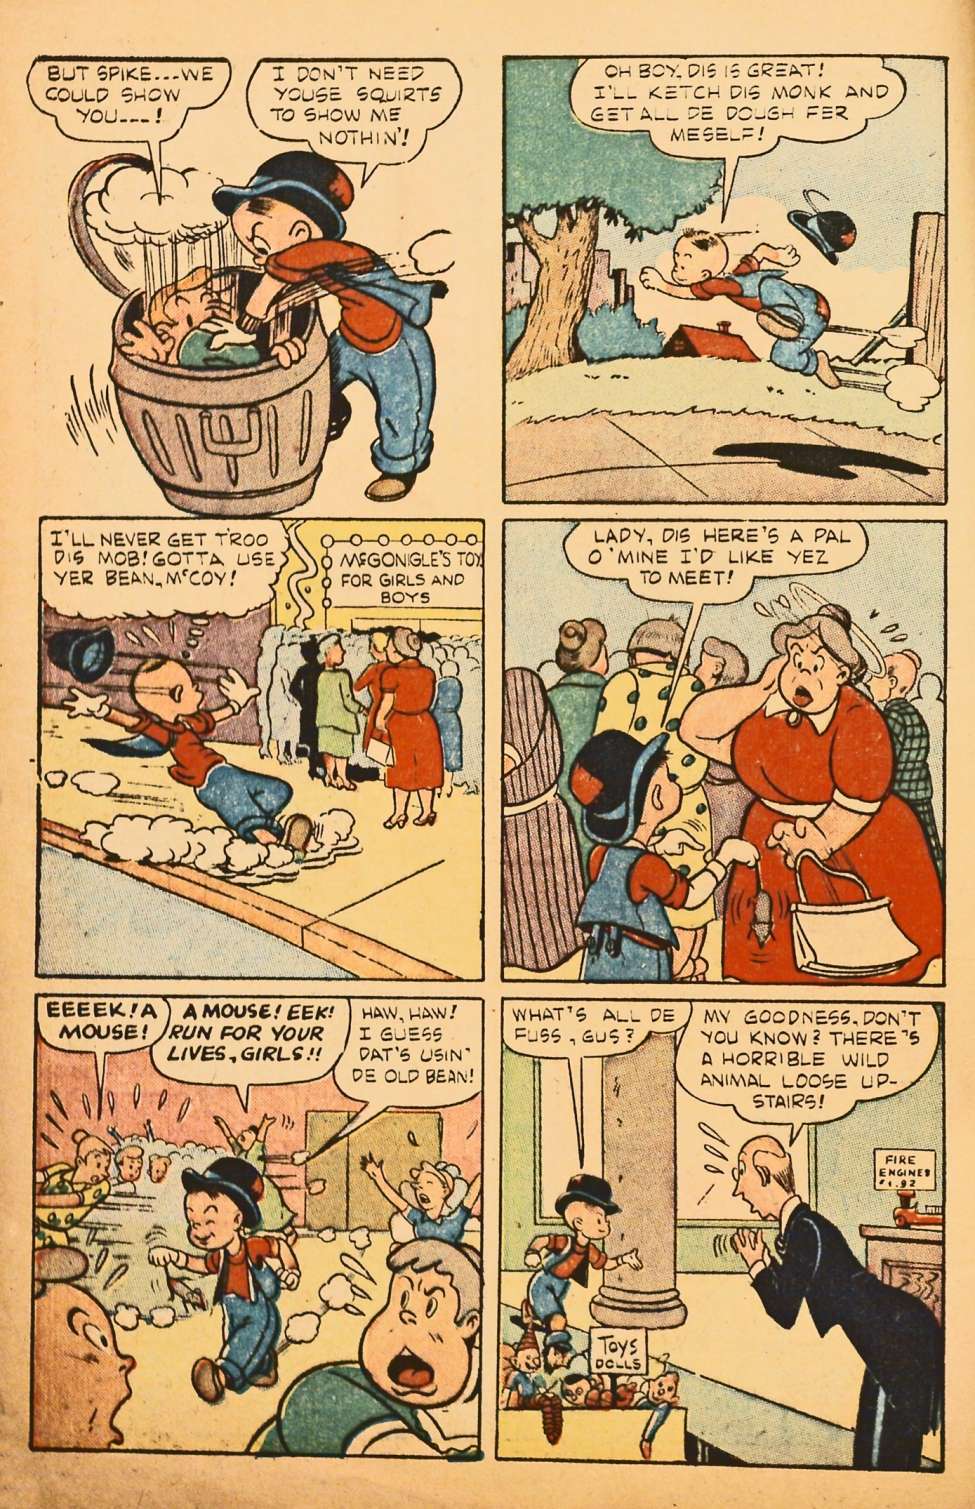 BUT SPIKE---WE
COULD SHOW
YOU---!
I DON'T NEED
YOUSE SQUIRTS
TO SHOW ME
NOTHIN'!
OH BOY, DIS IS GREAT!
I'LL KETCH DIS MONK AND
GET ALL DE DOUGH FER
MESELF!
I'LL NEVER GET T'ROO
DIS MOB! GOTTA USE
YER BEAN, McCOY!
McGONIGLE'S TOY
FOR GIRLS AND
BOYS
LADY, DIS HERE'S A PAL
O' MINE I'D LIKE YEZ
TO MEET!
EEEEK! A
MOUSE!
A MOUSE! EEK!
RUN FOR YOUR
LIVES, GIRLS!!
HAW, HAW!
I GUESS
DAT'S USIN'
DE OLD BEAN!
WHAT'S ALL DE
FUSS, GUS?
MY GOODNESS, DON'T
YOU KNOW? THERE'S
A HORRIBLE WILD
ANIMAL LOOSE UP-
STAIRS!
FIRE
ENGINES
$1.92
TOYS
DOLLS